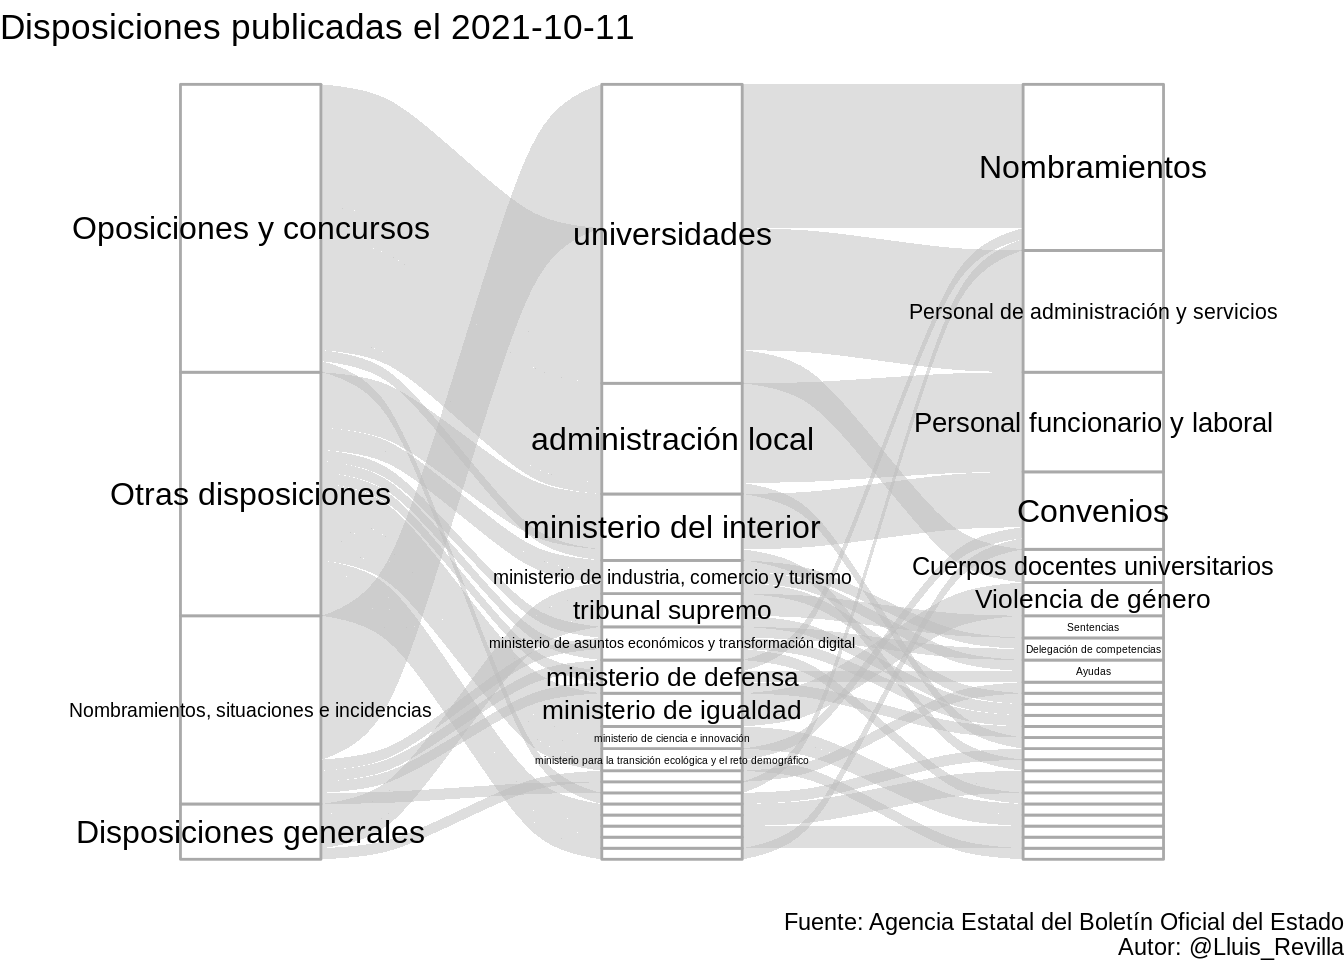 Disposiciones publicadas el 2021-10-11
Oposiciones y concursos
Otras disposiciones
Nombramientos, situaciones e incidencias
Disposiciones generales
universidades
administración local
ministerio del interior
ministerio de industria, comercio y turismo
tribunal supremo
ministerio de asuntos económicos y transformación digital
ministerio de defensa
ministerio de igualdad
ministerio de ciencia e innovación
ministerio para la transición ecológica y el reto demográfico
Nombramientos
Personal de administración y servicios
Personal funcionario y laboral
Convenios
Cuerpos docentes universitarios
Violencia de género
Sentencias
Delegación de competencias
Ayudas
Fuente: Agencia Estatal del Boletín Oficial del Estado
Autor: @Lluis_Revilla